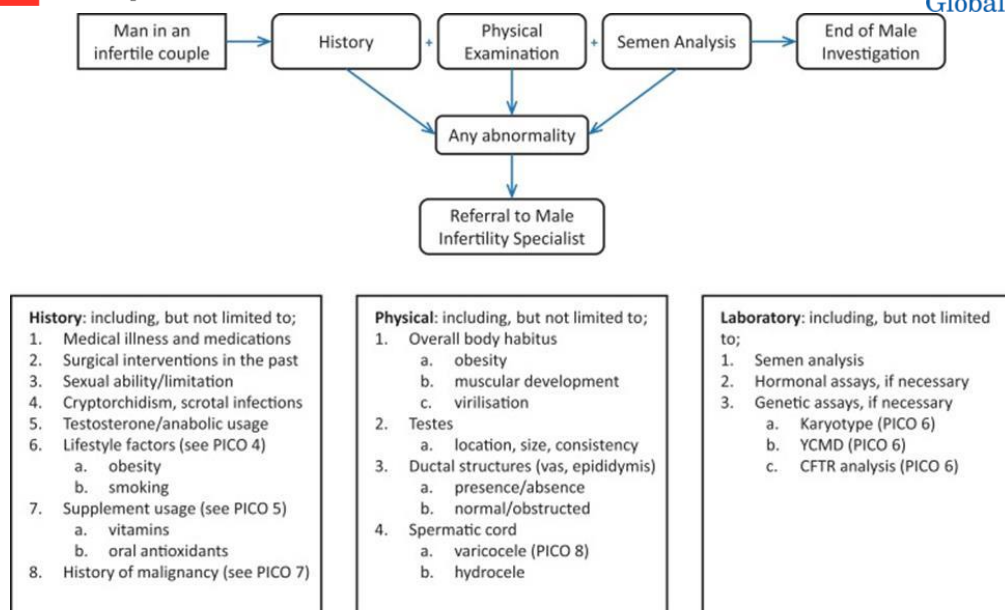 Global
Man in an
infertile couple
History
+
Physical
Examination
+
Semen Analysis
End of Male
Investigation
Any abnormality
Referral to Male
Infertility Specialist
History: including, but not limited to;
1. Medical illness and medications
2. Surgical interventions in the past
3. Sexual ability/limitation
4. Cryptorchidism, scrotal infections
5. Testosterone/anabolic usage
6. Lifestyle factors (see PICO 4)
a. obesity
b. smoking
7. Supplement usage (see PICO 5)
a. vitamins
b. oral antioxidants
8. History of malignancy (see PICO 7)
Physical: including, but not limited to;
1. Overall body habitus
a. obesity
b. muscular development
c. virilisation
2. Testes
a. location, size, consistency
3. Ductal structures (vas, epididymis)
a. presence/absence
b. normal/obstructed
4. Spermatic cord
a. varicocele (PICO 8)
b. hydrocele
Laboratory: including, but not limited
to;
1. Semen analysis
2. Hormonal assays, if necessary
3. Genetic assays, if necessary
a. Karyotype (PICO 6)
b. YCMD (PICO 6)
c. CFTR analysis (PICO 6)